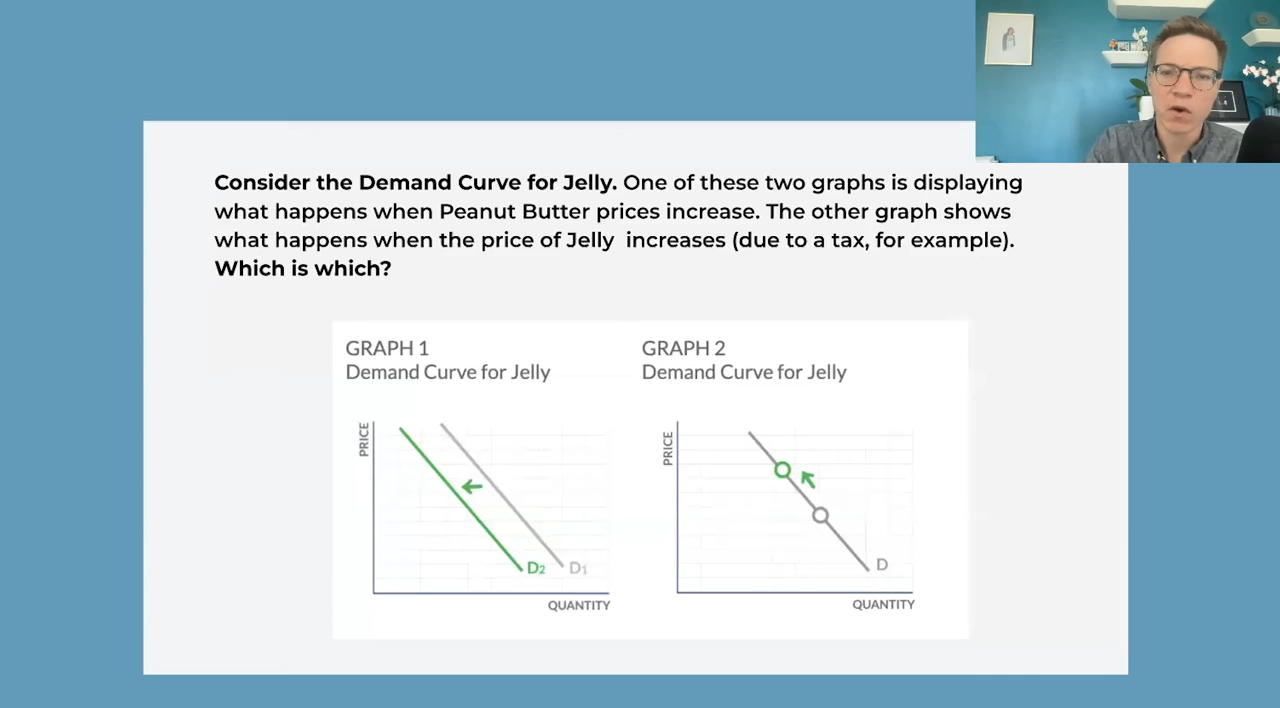 Consider the Demand Curve for Jelly. One of these two graphs is displaying
what happens when Peanut Butter prices increase. The other graph shows
what happens when the price of Jelly increases (due to a tax, for example).
Which is which?
GRAPH 1
Demand Curve for Jelly
PRICE
D2
D1
QUANTITY
GRAPH 2
Demand Curve for Jelly
PRICE
D
QUANTITY